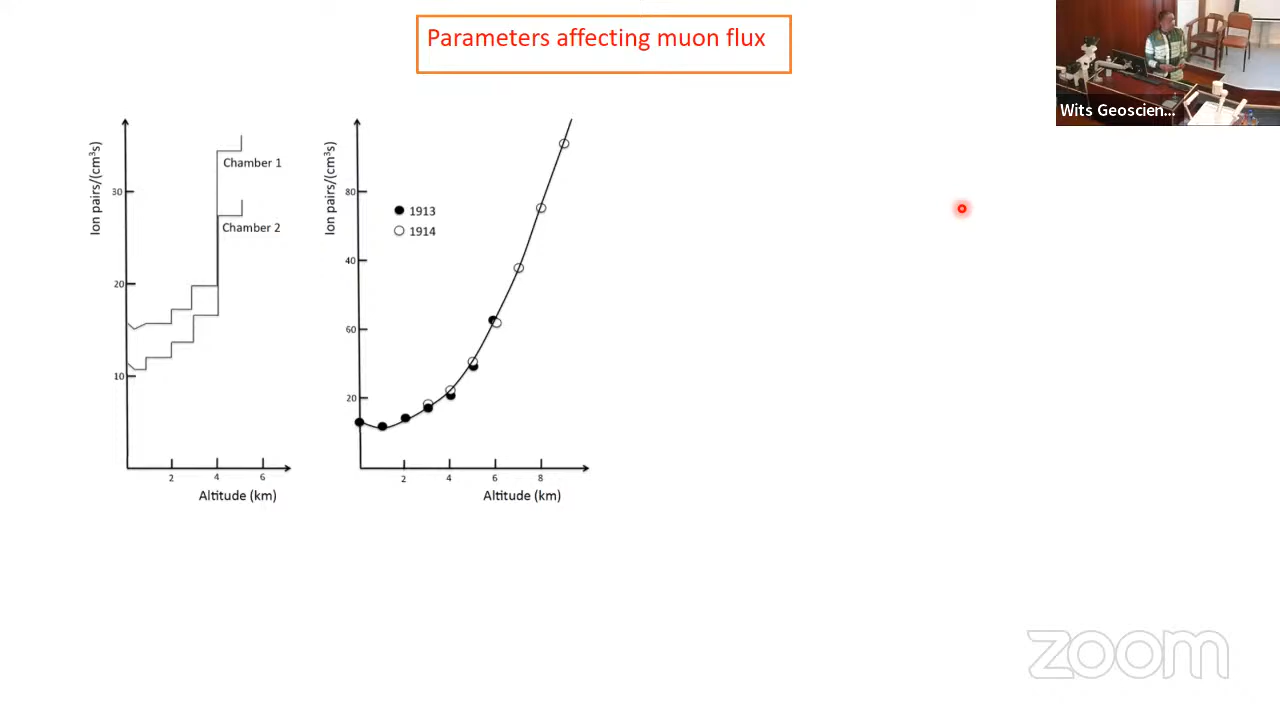 Parameters affecting muon flux
Wits Geoscien...
Ion pairs/(cm³s)
30
20
10
Chamber 1
Chamber 2
2
4
6
Altitude (km)
Ion pairs/(cm³s)
80
40
60
20
1913
1914
2
4
6
8
Altitude (km)
zoom